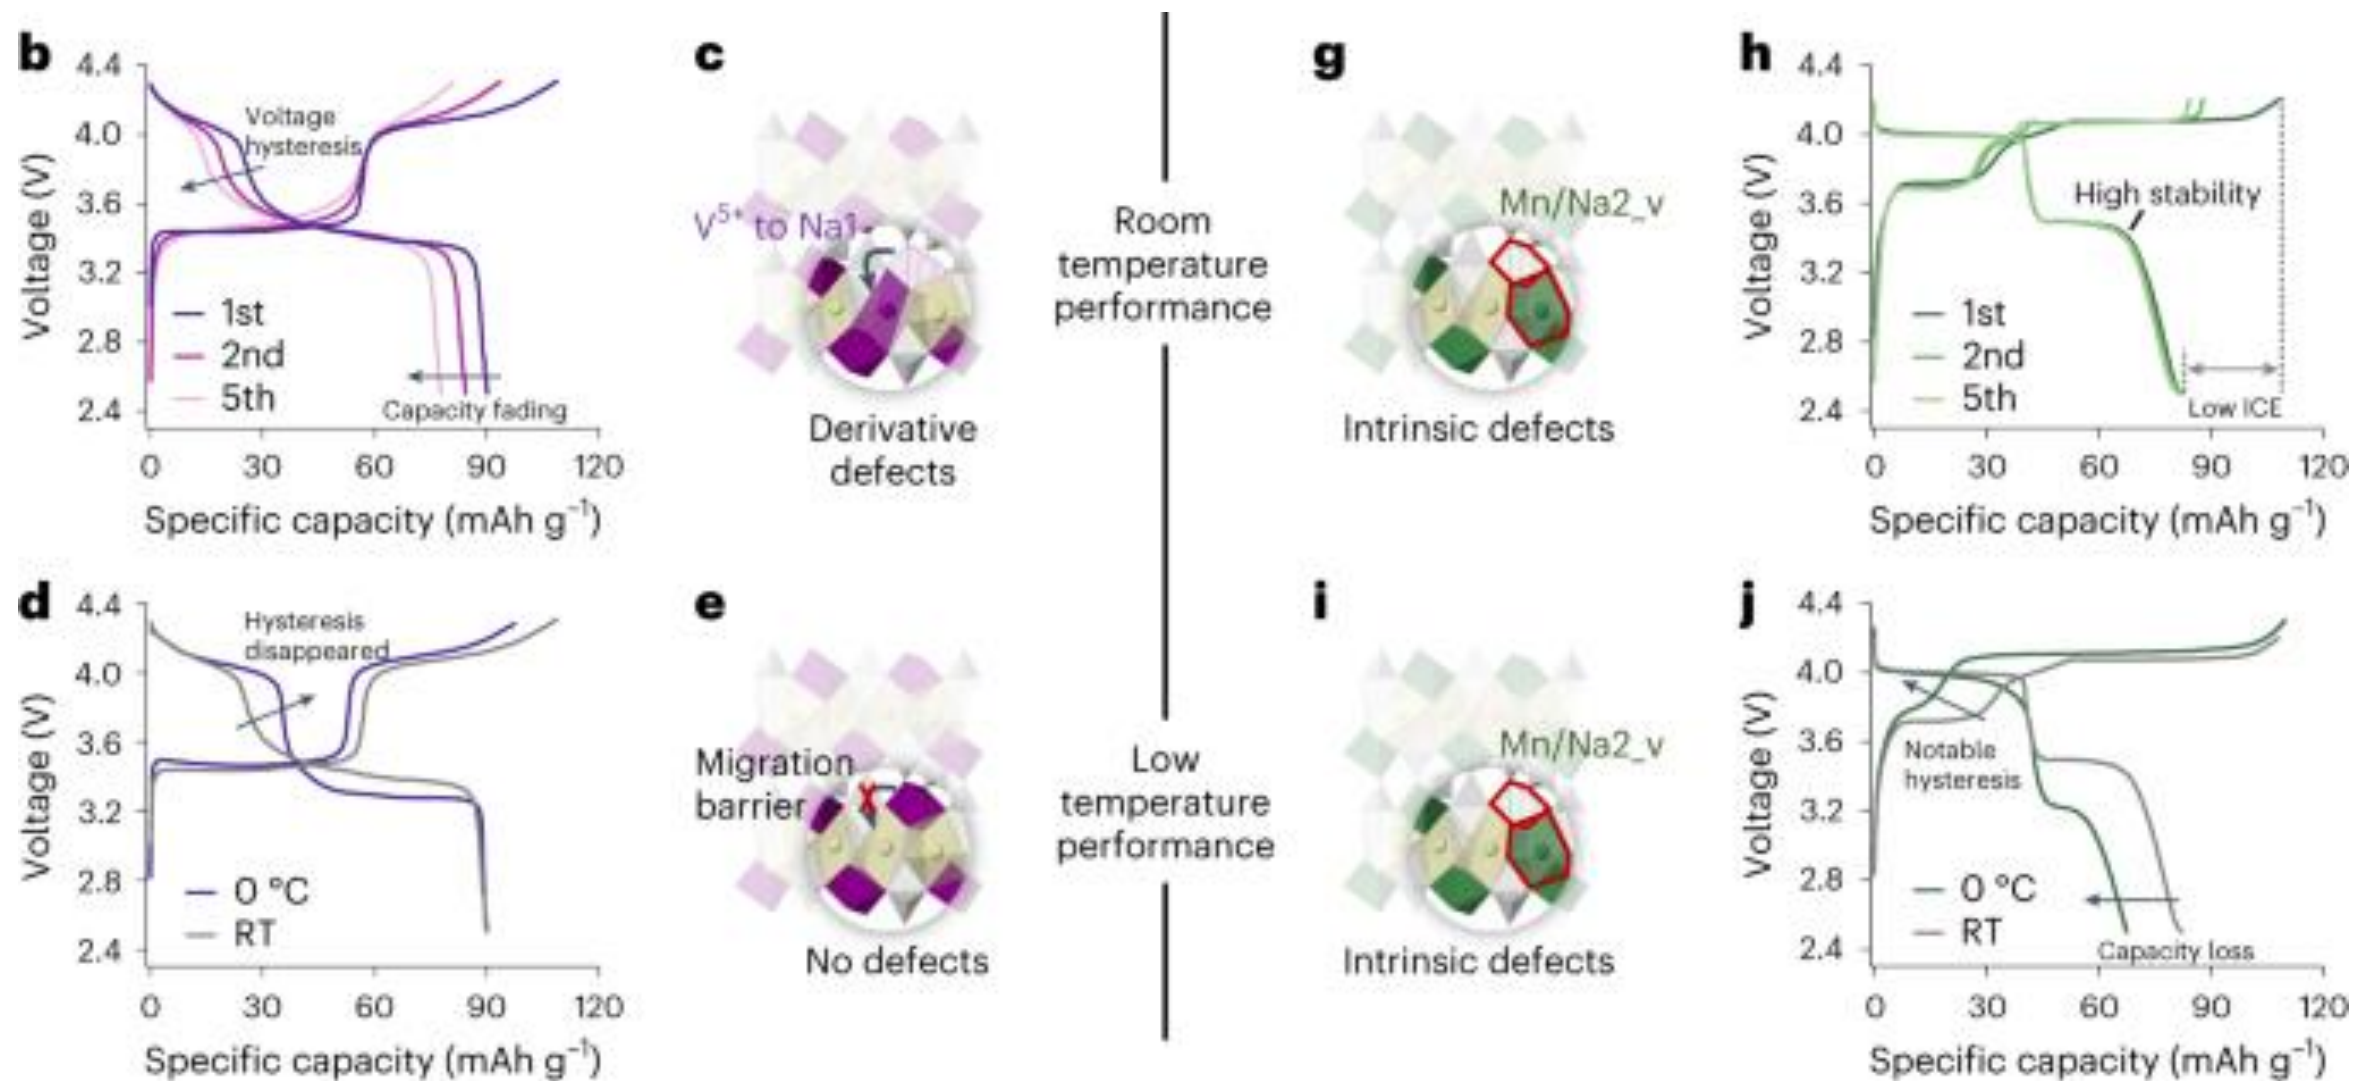 b
4.4
4.0
3.6
3.2
2.8
2.4
Voltage (V)
Voltage
hysteresis
1st
2nd
5th
Capacity fading
0 30 60 90 120
Specific capacity (mAh g⁻¹)
c
V⁵⁺ to Na1
Derivative
defects
Room
temperature
performance
g
Mn/Na2_v
Intrinsic defects
h
4.4
4.0
3.6
3.2
2.8
2.4
Voltage (V)
High stability
1st
2nd
5th
Low ICE
0 30 60 90 120
Specific capacity (mAh g⁻¹)
d
4.4
4.0
3.6
3.2
2.8
2.4
Voltage (V)
Hysteresis
disappeared
0 °C
RT
0 30 60 90 120
Specific capacity (mAh g⁻¹)
e
Migration
barrier
X
No defects
Low
temperature
performance
i
Mn/Na2_v
Intrinsic defects
j
4.4
4.0
3.6
3.2
2.8
2.4
Voltage (V)
Notable
hysteresis
0 °C
RT
Capacity loss
0 30 60 90 120
Specific capacity (mAh g⁻¹)